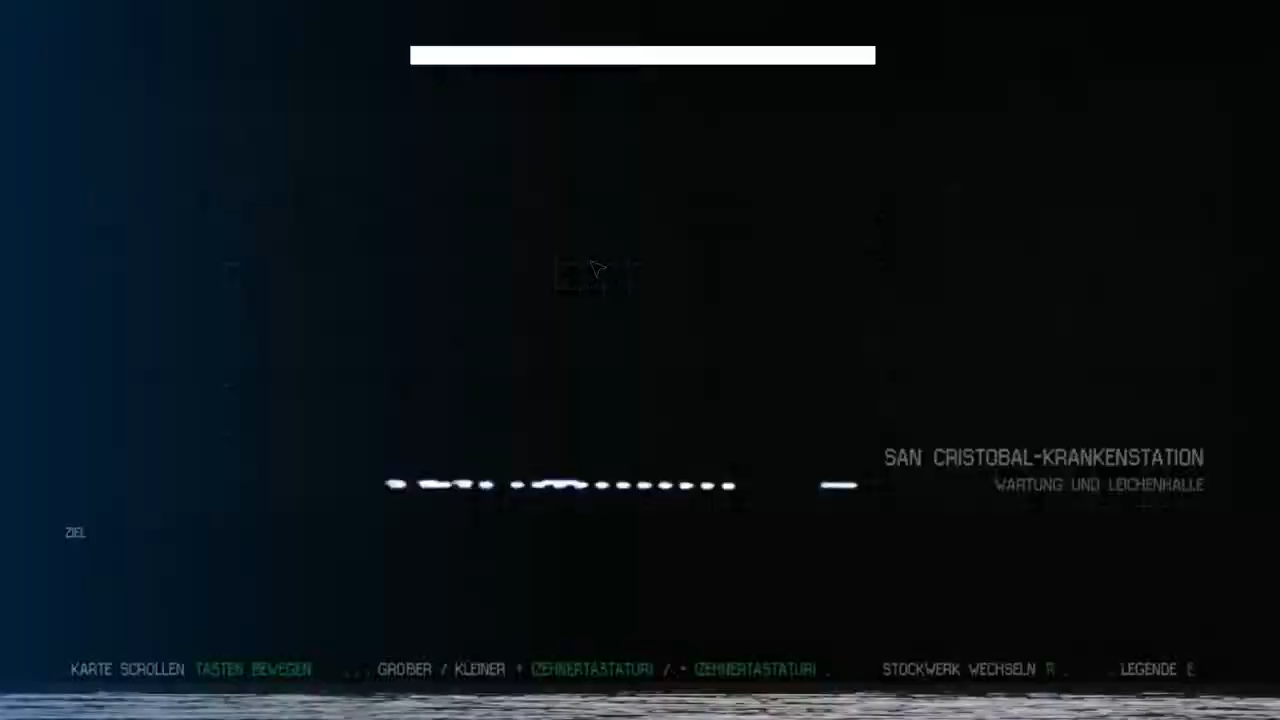 SAN CRISTOBAL-KRANKENSTATION
WARTUNG UND LEICHENHALLE
ZIEL
KARTE SCROLLEN TASTEN BEWEGEN GRÖßER / KLEINER + (ZEHNERTASTATUR) / - (ZEHNERTASTATUR) STOCKWERK WECHSELN R LEGENDE E